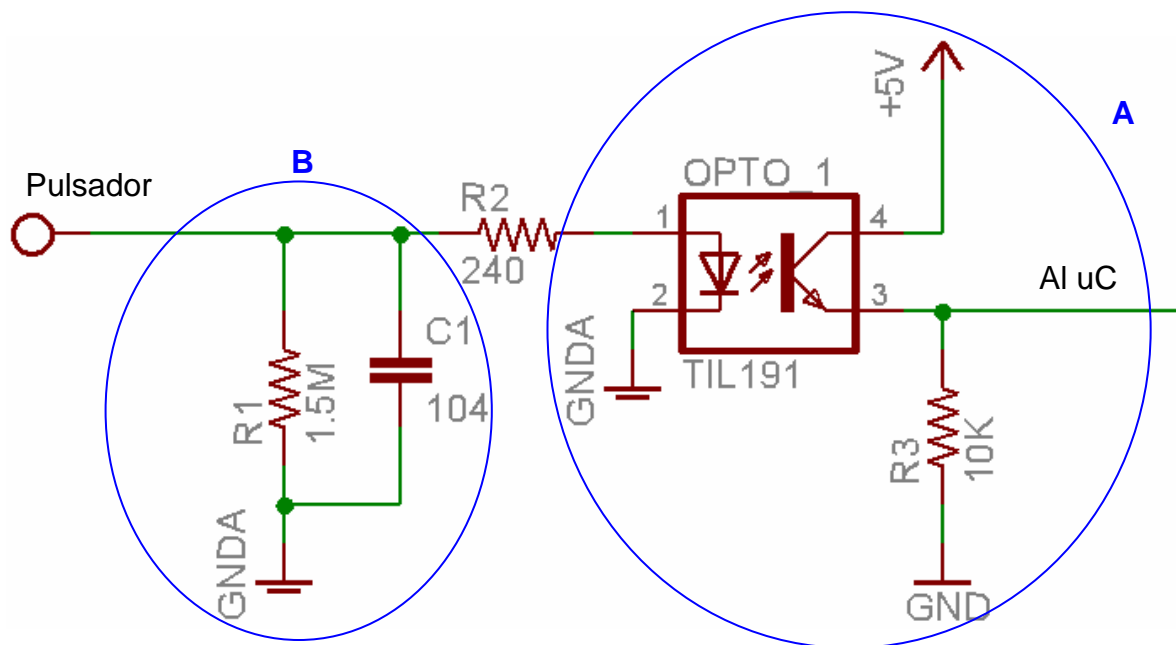 +5V
A
B
Pulsador
OPTO_1
R2
1
4
240
Al uC
2
3
C1
GNDA
TIL191
R1
1.5M
104
R3
10K
GNDA
GND